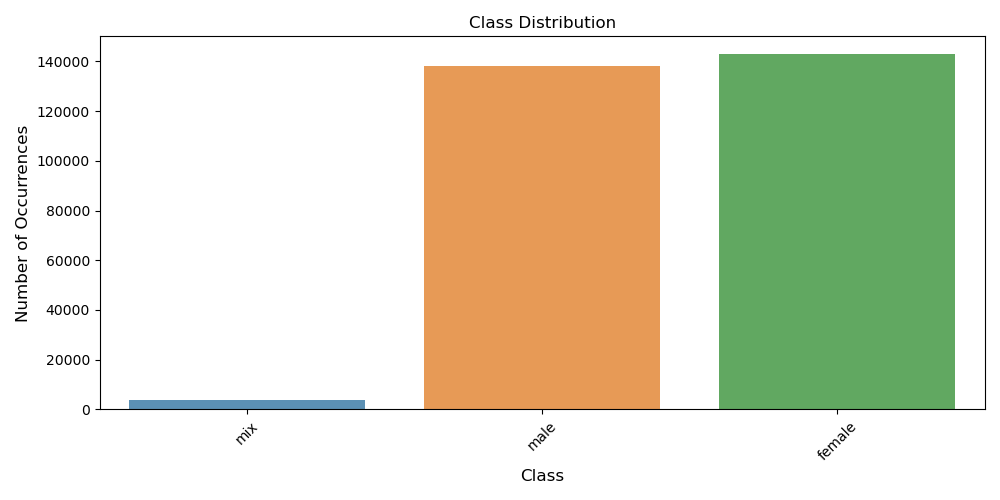 Class Distribution
Number of Occurrences
140000
120000
100000
80000
60000
40000
20000
0
mix
male
female
Class